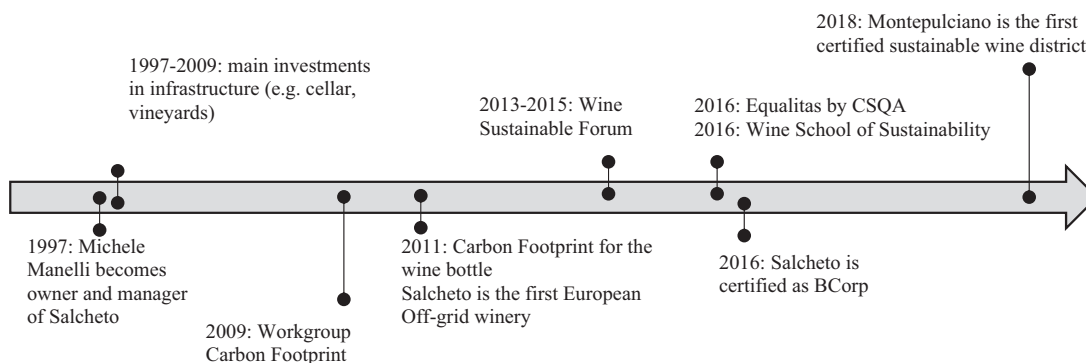 2018: Montepulciano is the first
certified sustainable wine district
1997-2009: main investments
in infrastructure (e.g. cellar,
vineyards)
2013-2015: Wine
Sustainable Forum
2016: Equalitas by CSQA
2016: Wine School of Sustainability
1997: Michele
Manelli becomes
owner and manager
of Salcheto
2009: Workgroup
Carbon Footprint
2011: Carbon Footprint for the
wine bottle
Salcheto is the first European
Off-grid winery
2016: Salcheto is
certified as BCorp